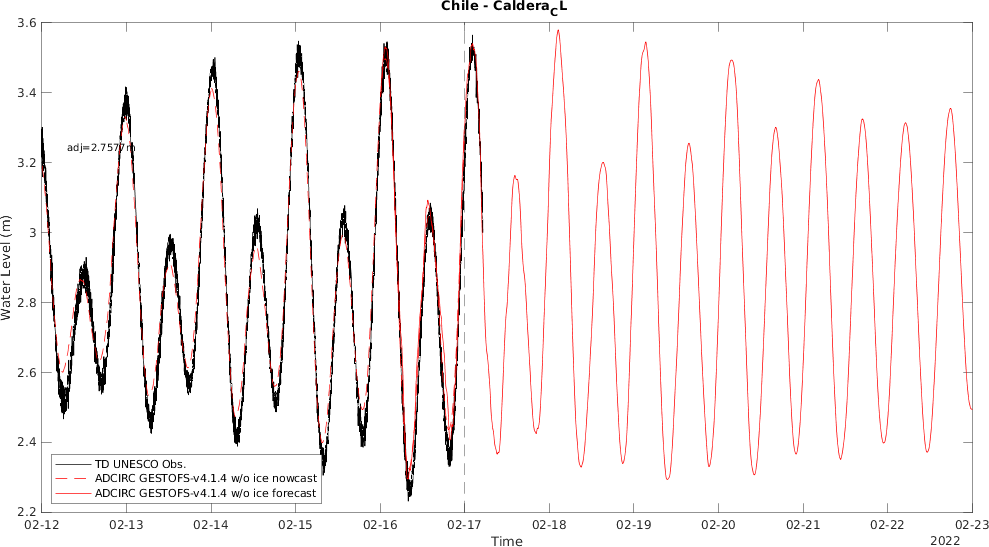 Chile - Caldera_CL
3.6
3.4
3.2
3
2.8
2.6
2.4
2.2
Water Level (m)
adj=2.7577m
TD UNESCO Obs.
ADCIRC GESTOFS-v4.1.4 w/o ice nowcast
ADCIRC GESTOFS-v4.1.4 w/o ice forecast
02-12 02-13 02-14 02-15 02-16 02-17 02-18 02-19 02-20 02-21 02-22 02-23
Time
2022